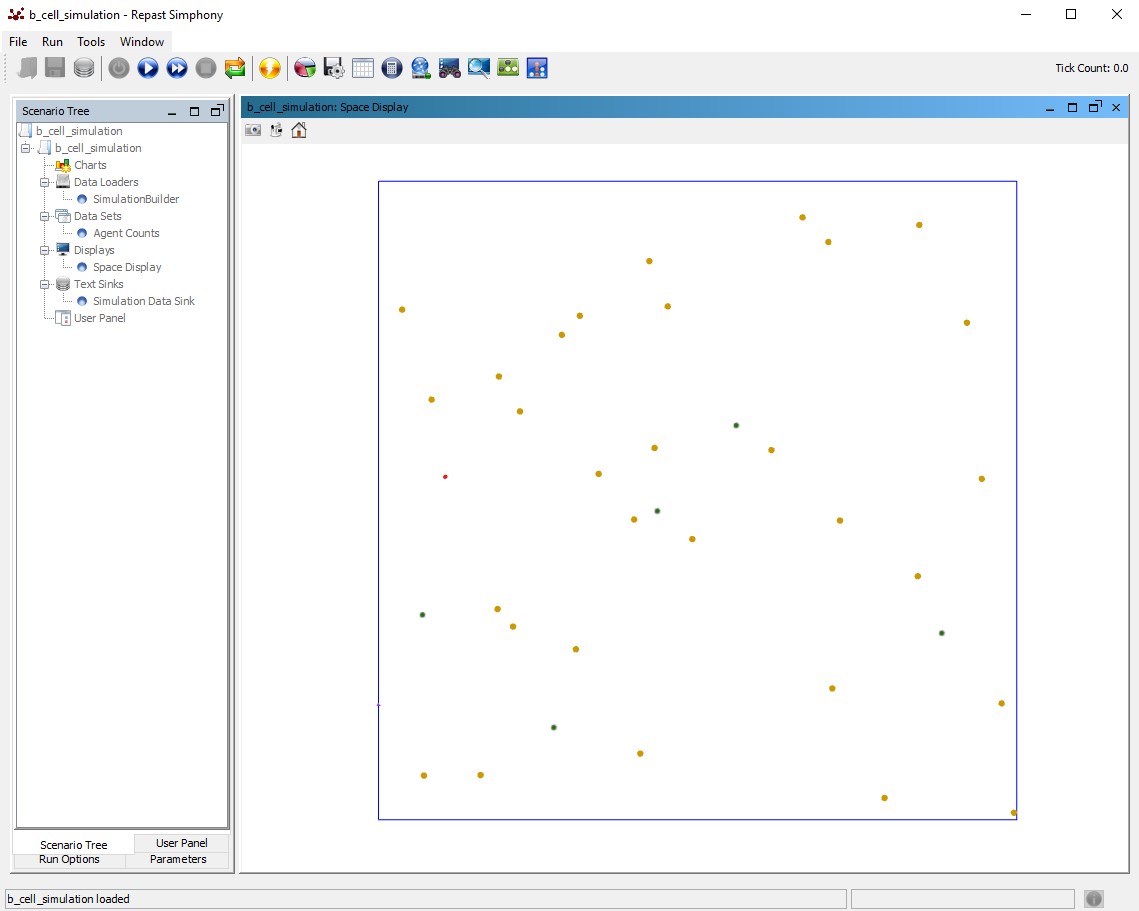 b_cell_simulation - Repast Simphony
File Run Tools Window
Tick Count: 0.0
Scenario Tree
b_cell_simulation
b_cell_simulation
Charts
Data Loaders
SimulationBuilder
Data Sets
Agent Counts
Displays
Space Display
Text Sinks
Simulation Data Sink
User Panel
Scenario Tree
User Panel
Run Options
Parameters
b_cell_simulation: Space Display
b_cell_simulation loaded